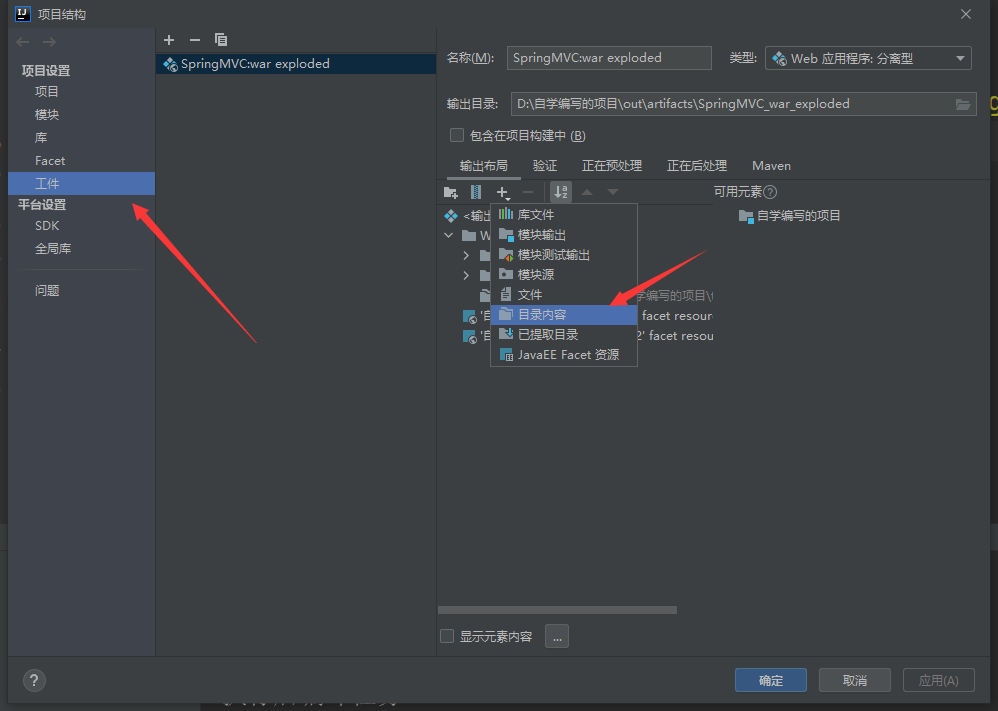 项目结构
项目设置
项目
模块
库
Facet
工件
平台设置
SDK
全局库
问题
SpringMVC:war exploded
名称(M):
SpringMVC:war exploded
类型:
Web 应用程序: 分离型
输出目录:
D:\自学编写的项目\out\artifacts\SpringMVC_war_exploded
包含在项目构建中 (B)
输出布局
验证
正在预处理
正在后处理
Maven
可用元素?
<输出
W
'自
'自
库文件
模块输出
模块测试输出
模块源
文件
目录内容
已提取目录
JavaEE Facet 资源
学编写的项目\
facet resour
2' facet resou
自学编写的项目
显示元素内容
...
?
确定
取消
应用(A)